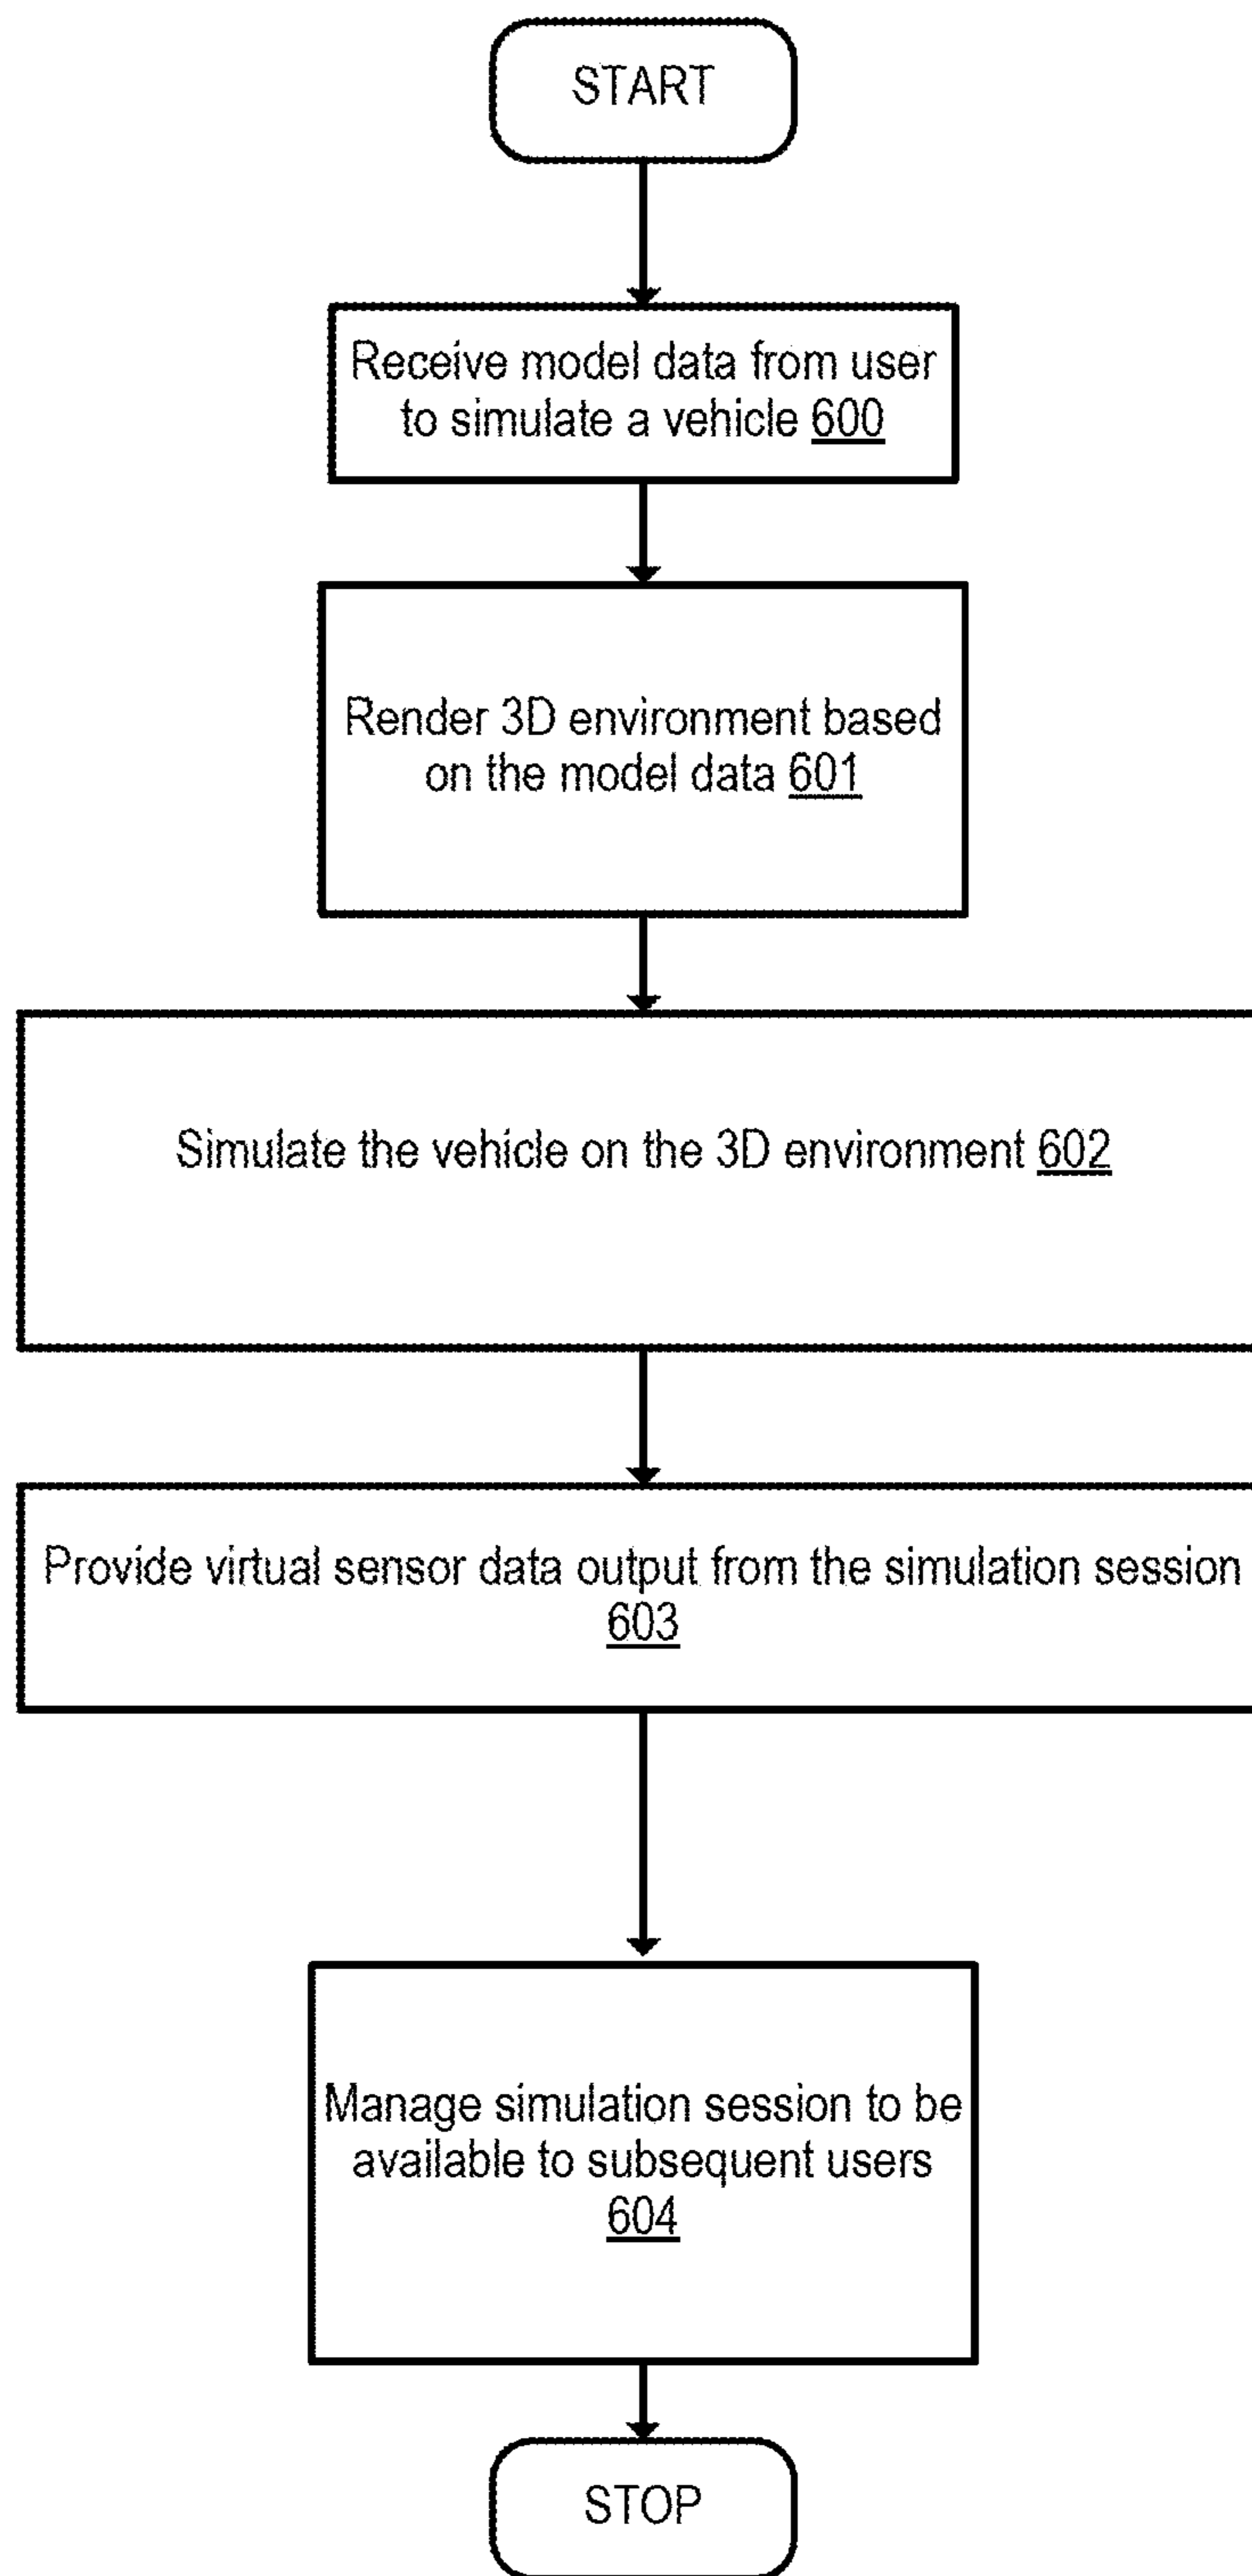 START
Receive model data from user
to simulate a vehicle 600
Render 3D environment based
on the model data 601
Simulate the vehicle on the 3D environment 602
Provide virtual sensor data output from the simulation session
603
Manage simulation session to be
available to subsequent users
604
STOP